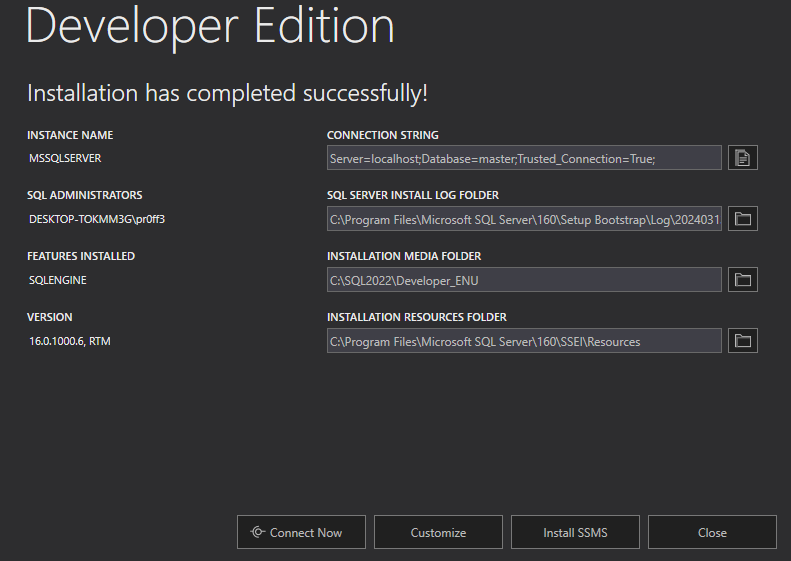 Developer Edition
Installation has completed successfully!
INSTANCE NAME
MSSQLSERVER
CONNECTION STRING
Server=localhost;Database=master;Trusted_Connection=True;
SQL ADMINISTRATORS
DESKTOP-TOKMM3G\pr0ff3
SQL SERVER INSTALL LOG FOLDER
C:\Program Files\Microsoft SQL Server\160\Setup Bootstrap\Log\2024031
FEATURES INSTALLED
SQLENGINE
INSTALLATION MEDIA FOLDER
C:\SQL2022\Developer_ENU
VERSION
16.0.1000.6, RTM
INSTALLATION RESOURCES FOLDER
C:\Program Files\Microsoft SQL Server\160\SSEI\Resources
Connect Now
Customize
Install SSMS
Close